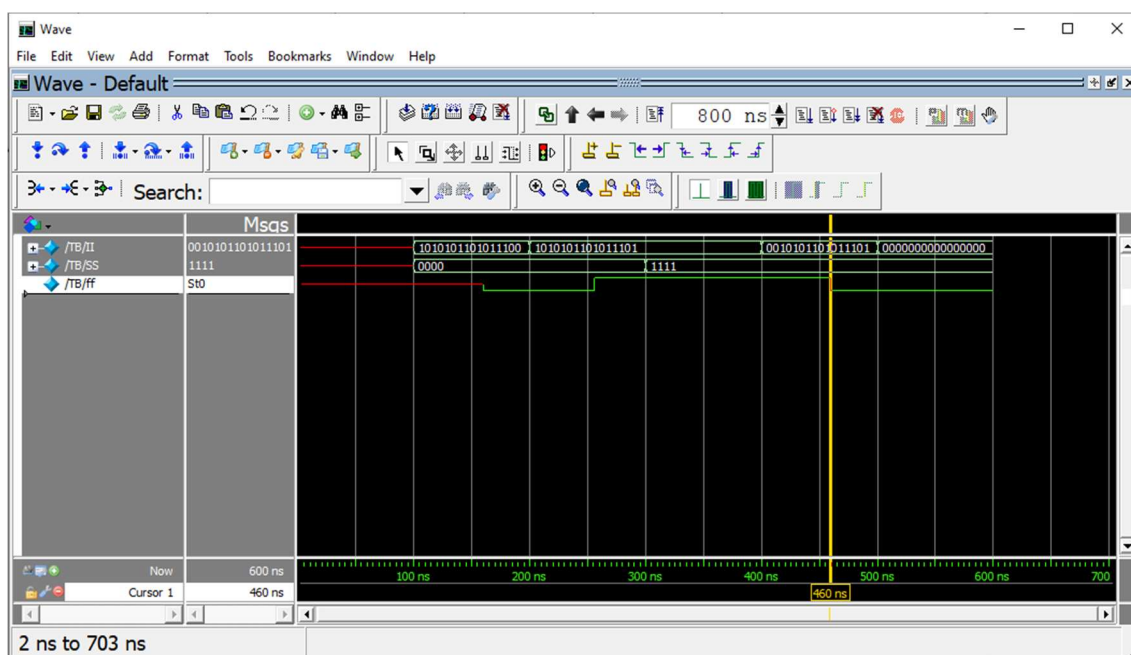 Wave
File Edit View Add Format Tools Bookmarks Window Help
Wave - Default
800 ns
Search:
Msgs
/TB/II 0010101101011101 1010101101011100 1010101101011101 0010101101011101 0000000000000000
/TB/SS 1111 0000 1111
/TB/ff St0
Now 600 ns 100 ns 200 ns 300 ns 400 ns 500 ns 600 ns 700
Cursor 1 460 ns 460 ns
2 ns to 703 ns